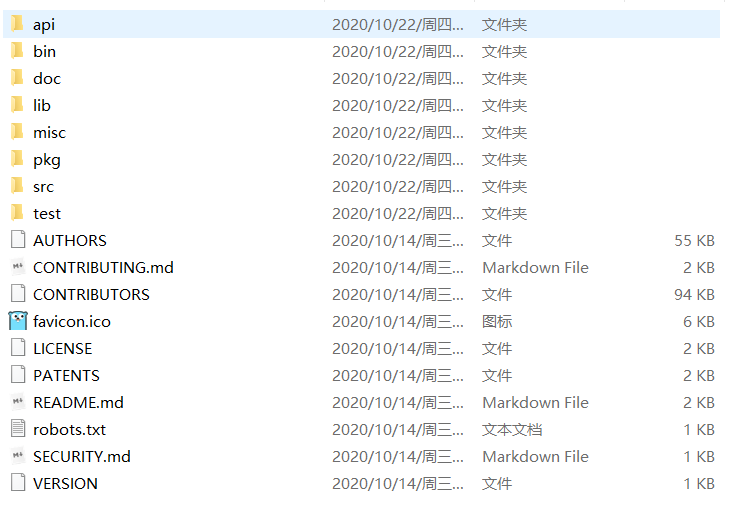 api 2020/10/22/周四... 文件夹
bin 2020/10/22/周四... 文件夹
doc 2020/10/22/周四... 文件夹
lib 2020/10/22/周四... 文件夹
misc 2020/10/22/周四... 文件夹
pkg 2020/10/22/周四... 文件夹
src 2020/10/22/周四... 文件夹
test 2020/10/22/周四... 文件夹
AUTHORS 2020/10/14/周三... 文件 55 KB
CONTRIBUTING.md 2020/10/14/周三... Markdown File 2 KB
CONTRIBUTORS 2020/10/14/周三... 文件 94 KB
favicon.ico 2020/10/14/周三... 图标 6 KB
LICENSE 2020/10/14/周三... 文件 2 KB
PATENTS 2020/10/14/周三... 文件 2 KB
README.md 2020/10/14/周三... Markdown File 2 KB
robots.txt 2020/10/14/周三... 文本文档 1 KB
SECURITY.md 2020/10/14/周三... Markdown File 1 KB
VERSION 2020/10/14/周三... 文件 1 KB